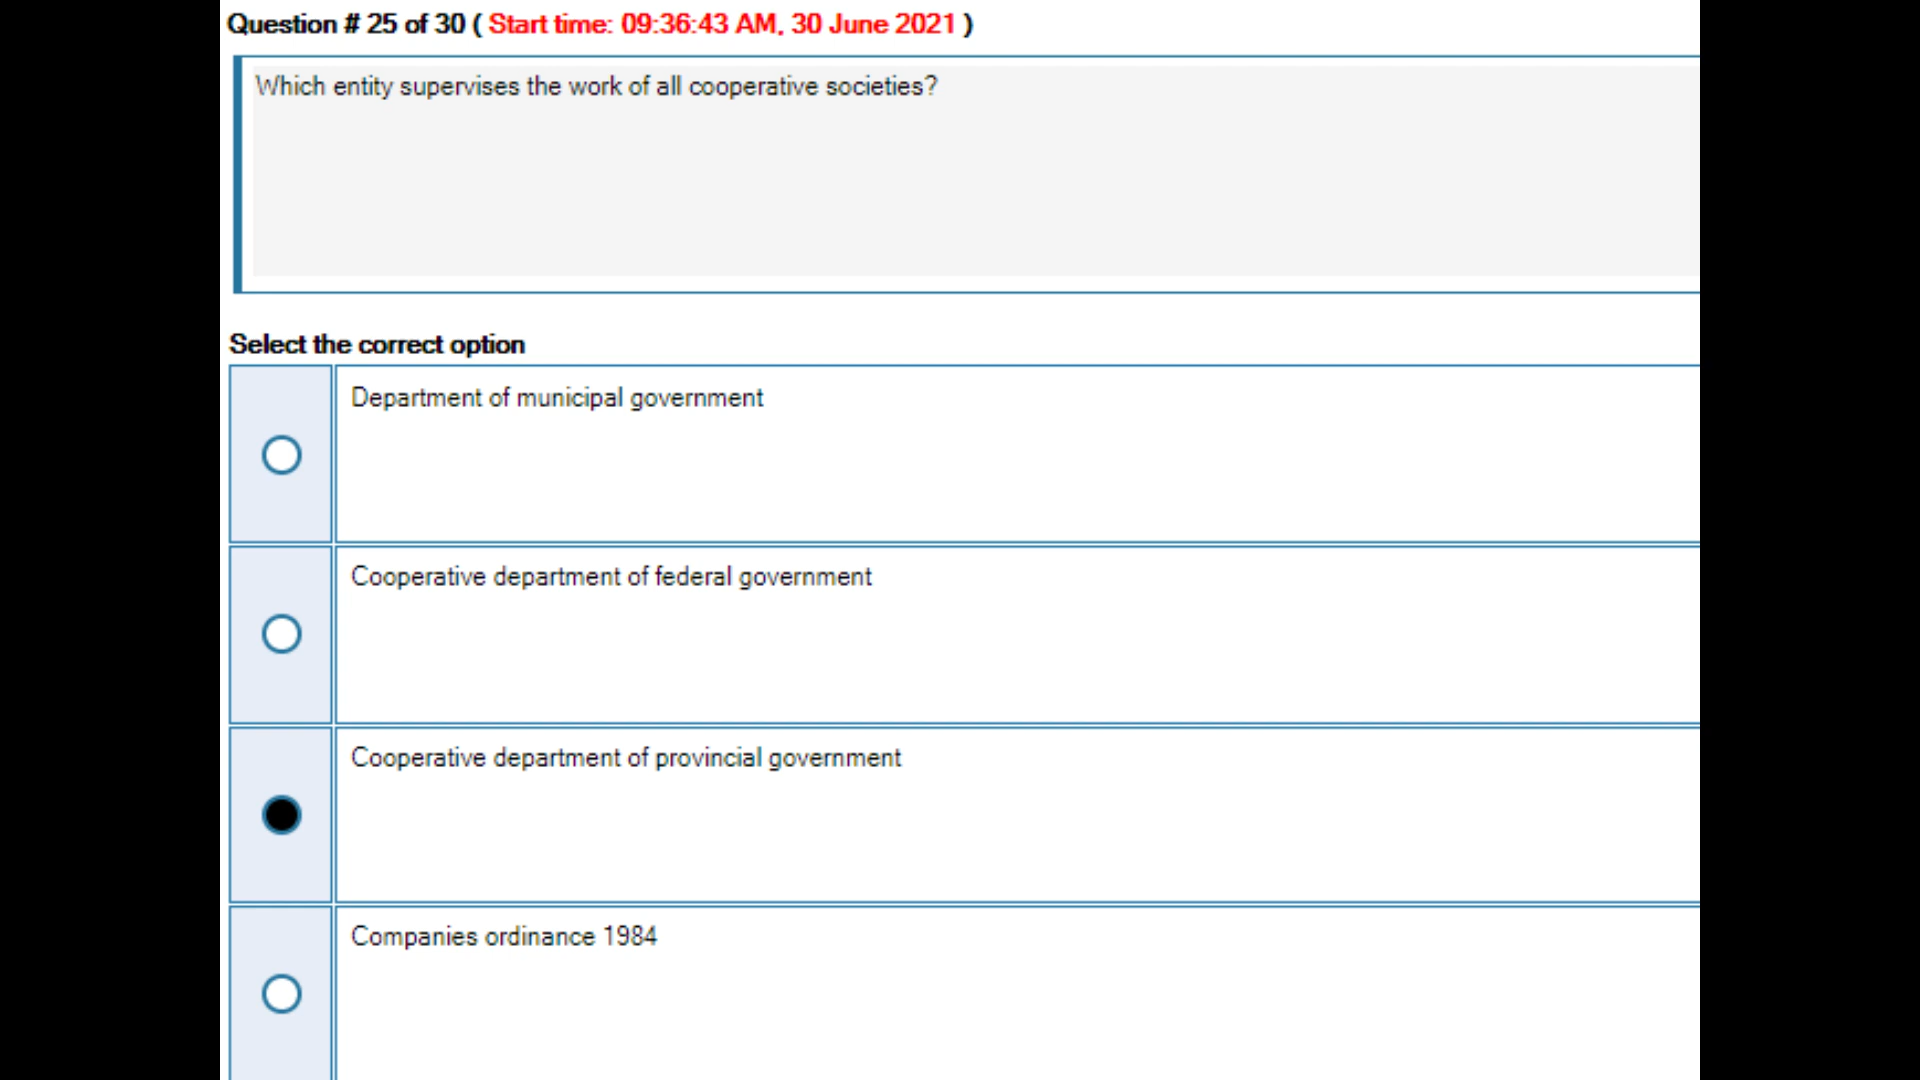 Question # 25 of 30 ( Start time: 09:36:43 AM, 30 June 2021 )
Which entity supervises the work of all cooperative societies?
Select the correct option
Department of municipal government
Cooperative department of federal government
Cooperative department of provincial government
Companies ordinance 1984